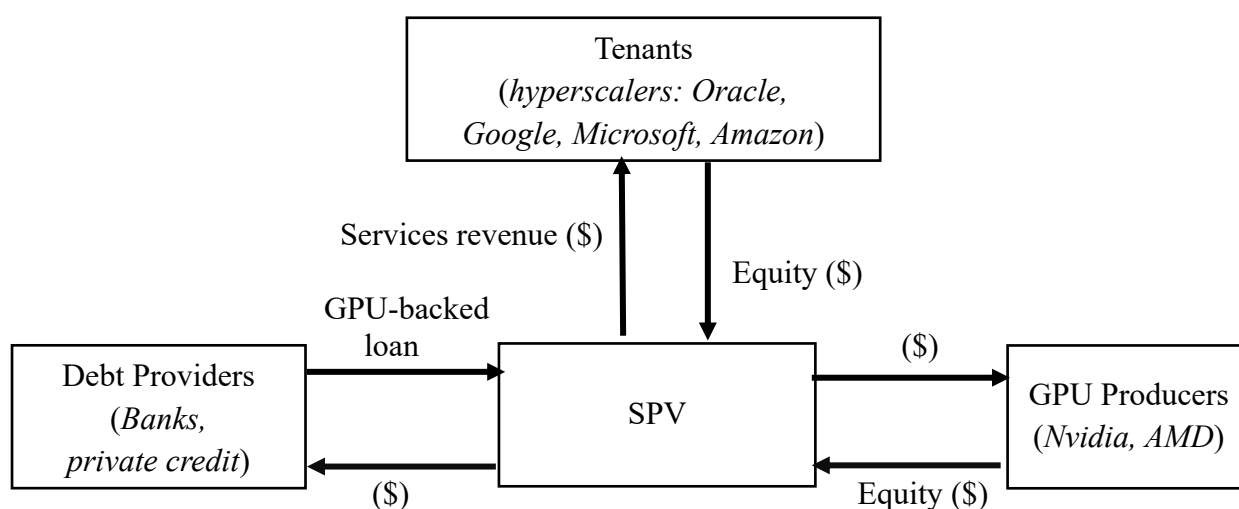 Tenants
(hyperscalers: Oracle,
Google, Microsoft, Amazon)
Services revenue ($)
Equity ($)
GPU-backed
loan
($)
Debt Providers
(Banks,
private credit)
SPV
GPU Producers
(Nvidia, AMD)
($)
Equity ($)